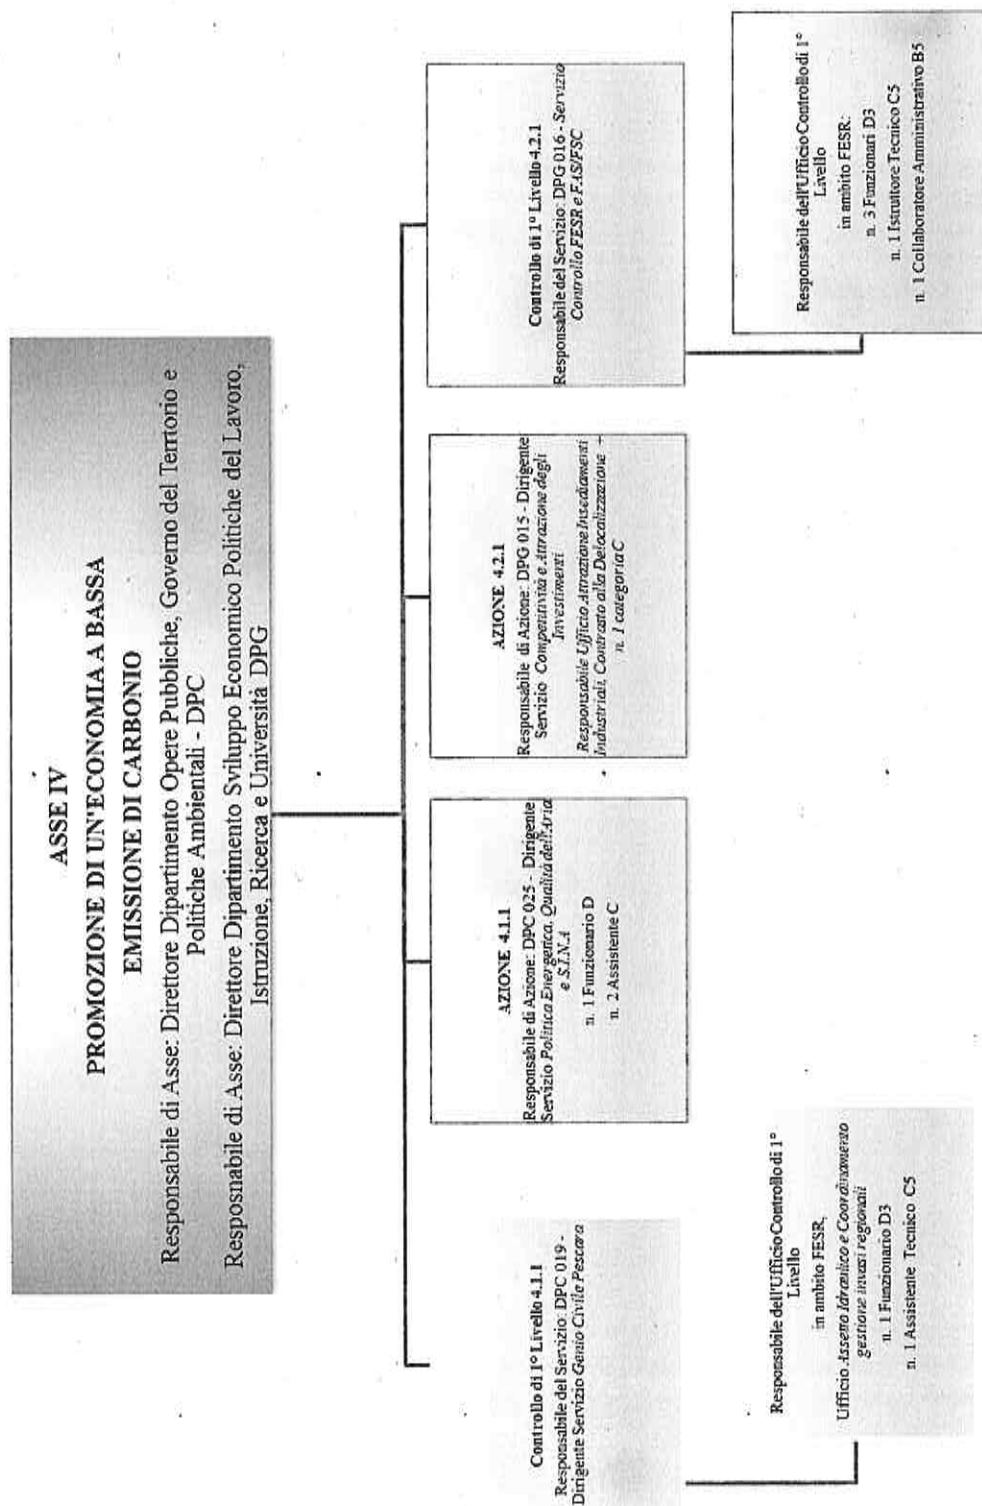 ASSE IV
PROMOZIONE DI UN'ECONOMIA A BASSA
EMISSIONE DI CARBONIO
Responsabile di Asse: Direttore Dipartimento Opere Pubbliche, Governo del Territorio e
Politiche Ambientali - DPC
Resposnabile di Asse: Direttore Dipartimento Sviluppo Economico Politiche del Lavoro,
Istruzione, Ricerca e Università DPG
Controllo di 1° Livello 4.1.1
Responsabile del Servizio: DPC 019 -
Dirigente Servizio Genio Civile Pescara
AZIONE 4.1.1
Responsabile di Azione: DPC 025 - Dirigente
Servizio Politica Energetica, Qualità dell'Aria
e S.I.N.A
n. 1 Funzionario D
n. 2 Assistente C
AZIONE 4.2.1
Responsabile di Azione: DPG 015 - Dirigente
Servizio Competitività e Attrazione degli
Investimenti
Responsabile Ufficio Attrazione Insediamenti
Industriali, Contrasto alla Delocalizzazione +
n. 1 categoria C
Controllo di 1° Livello 4.2.1
Responsabile del Servizio: DPG 016 - Servizio
Controllo FESR e FAS/FSC
Responsabile dell'Ufficio Controllo di 1°
Livello
in ambito FESR,
Ufficio Assetto Idraulico e Coordinamento
gestione invasi regionali
n. 1 Funzionario D3
n. 1 Assistente Tecnico C5
Responsabile dell'Ufficio Controllo di 1°
Livello
in ambito FESR:
n. 3 Funzionari D3
n. 1 Istruttore Tecnico C5
n. 1 Collaboratore Amministrativo B5